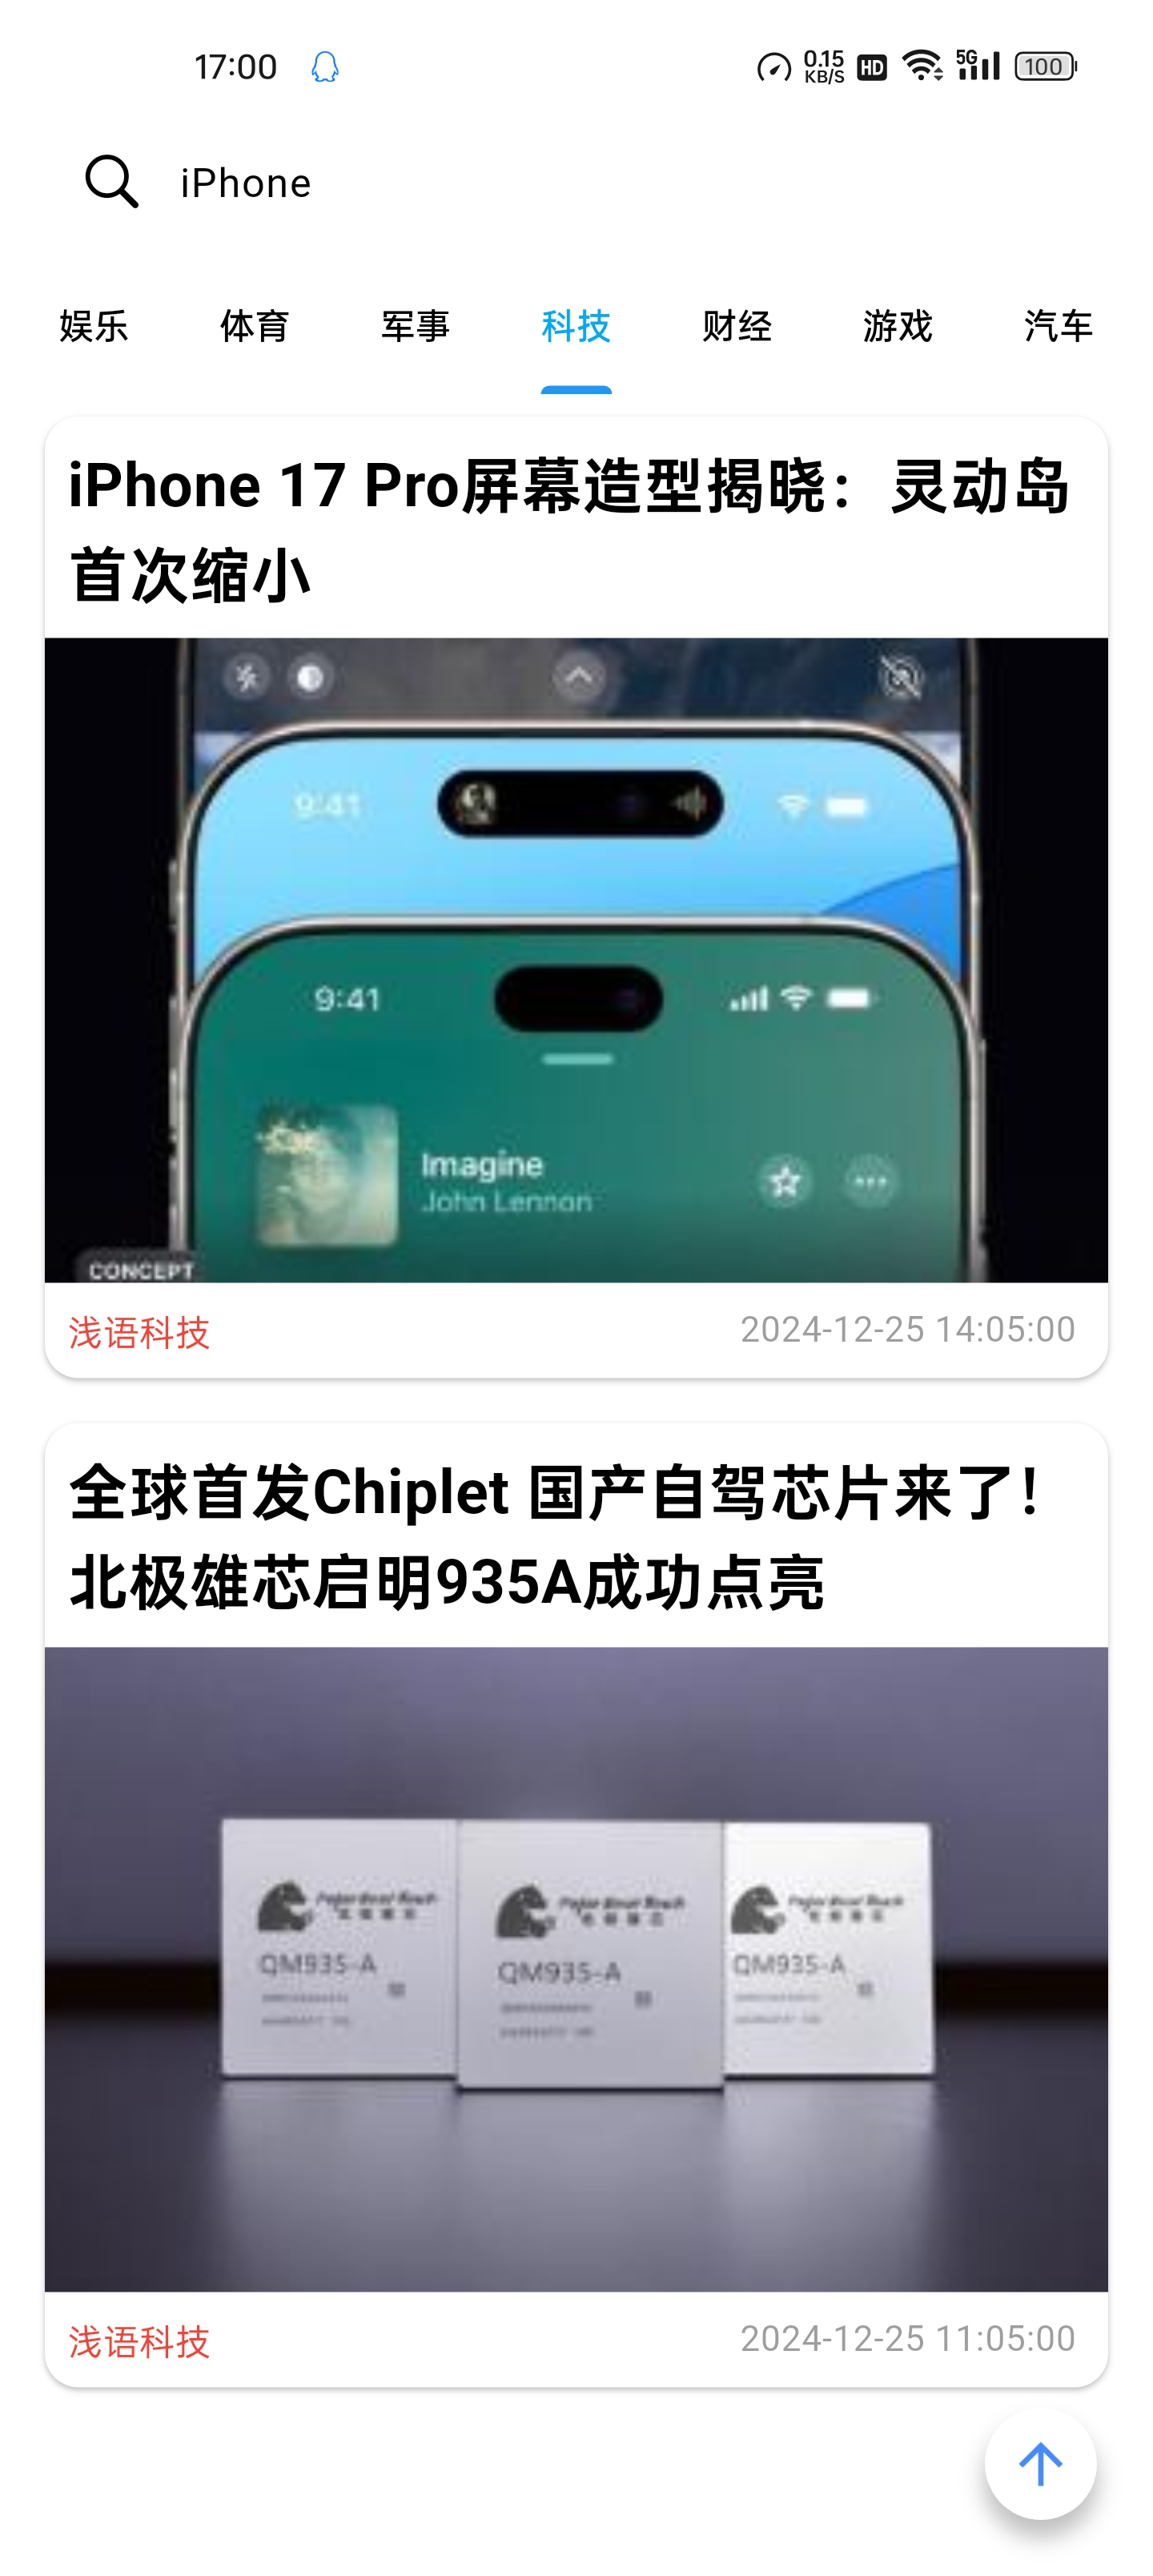 17:00
0.15
KB/S
HD
5G
100
iPhone
娱乐 体育 军事 科技 财经 游戏 汽车
iPhone 17 Pro屏幕造型揭晓：灵动岛
首次缩小
9:41
9:41
Imagine
John Lennon
CONCEPT
浅语科技 2024-12-25 14:05:00
全球首发Chiplet 国产自驾芯片来了！
北极雄芯启明935A成功点亮
QM935-A
QM935-A
QM935-A
浅语科技 2024-12-25 11:05:00